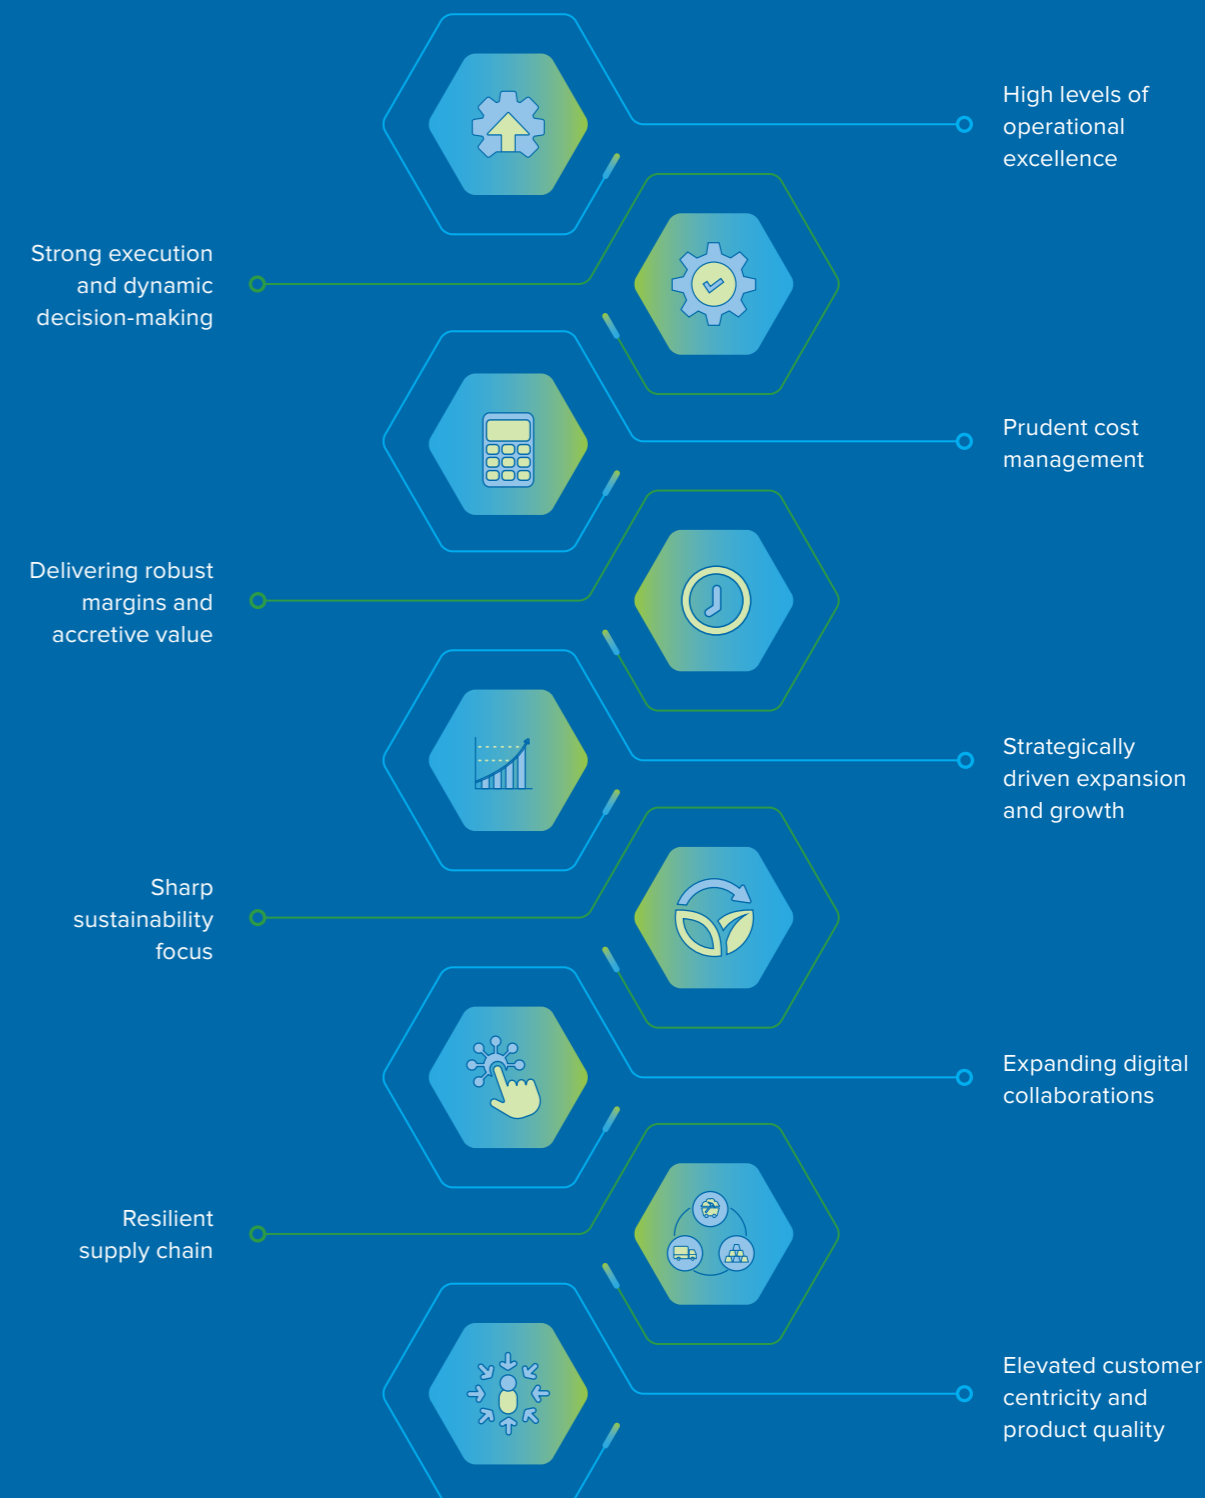 High levels of
operational
excellence
Strong execution
and dynamic
decision-making
Prudent cost
management
Delivering robust
margins and
accretive value
Strategically
driven expansion
and growth
Sharp
sustainability
focus
Expanding digital
collaborations
Resilient
supply chain
Elevated customer
centricity and
product quality